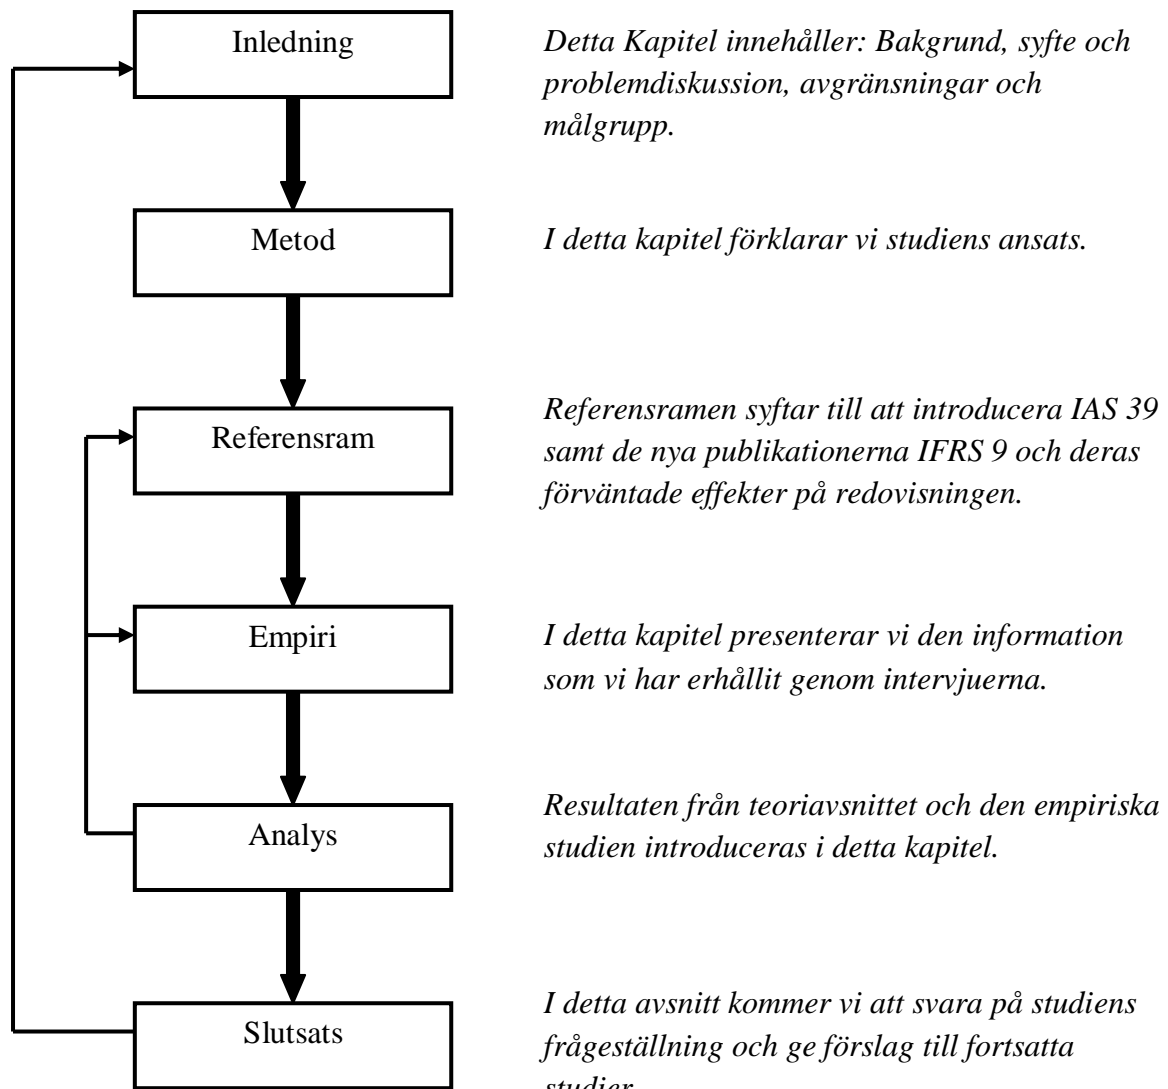 Inledning
Detta Kapitel innehåller: Bakgrund, syfte och
problemdiskussion, avgränsningar och
målgrupp.
Metod
I detta kapitel förklarar vi studiens ansats.
Referensram
Referensramen syftar till att introducera IAS 39
samt de nya publikationerna IFRS 9 och deras
förväntade effekter på redovisningen.
Empiri
I detta kapitel presenterar vi den information
som vi har erhållit genom intervjuerna.
Analys
Resultaten från teoriavsnittet och den empiriska
studien introduceras i detta kapitel.
Slutsats
I detta avsnitt kommer vi att svara på studiens
frågeställning och ge förslag till fortsatta
studier.